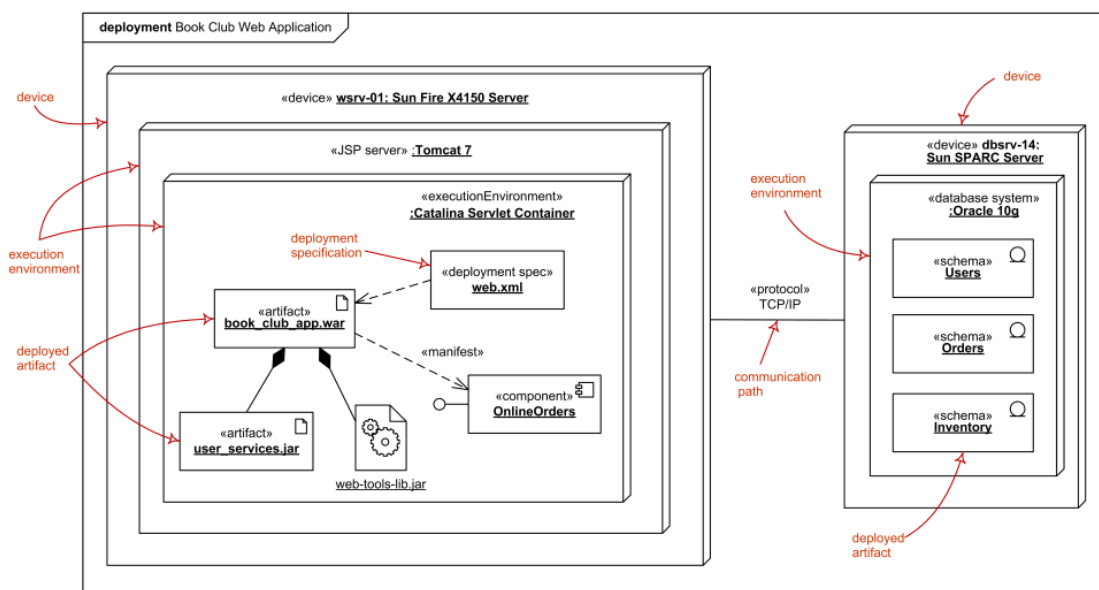 deployment Book Club Web Application
device
«device» wsrv-01: Sun Fire X4150 Server
«JSP server» :Tomcat 7
«executionEnvironment»
:Catalina Servlet Container
execution
environment
deployment
specification
«deployment spec»
web.xml
«artifact»
book_club_app.war
deployed
artifact
«manifest»
«component»
OnlineOrders
«artifact»
user_services.jar
web-tools-lib.jar
«protocol»
TCP/IP
communication
path
device
«device» dbsrv-14:
Sun SPARC Server
execution
environment
«database system»
:Oracle 10g
«schema»
Users
«schema»
Orders
«schema»
Inventory
deployed
artifact